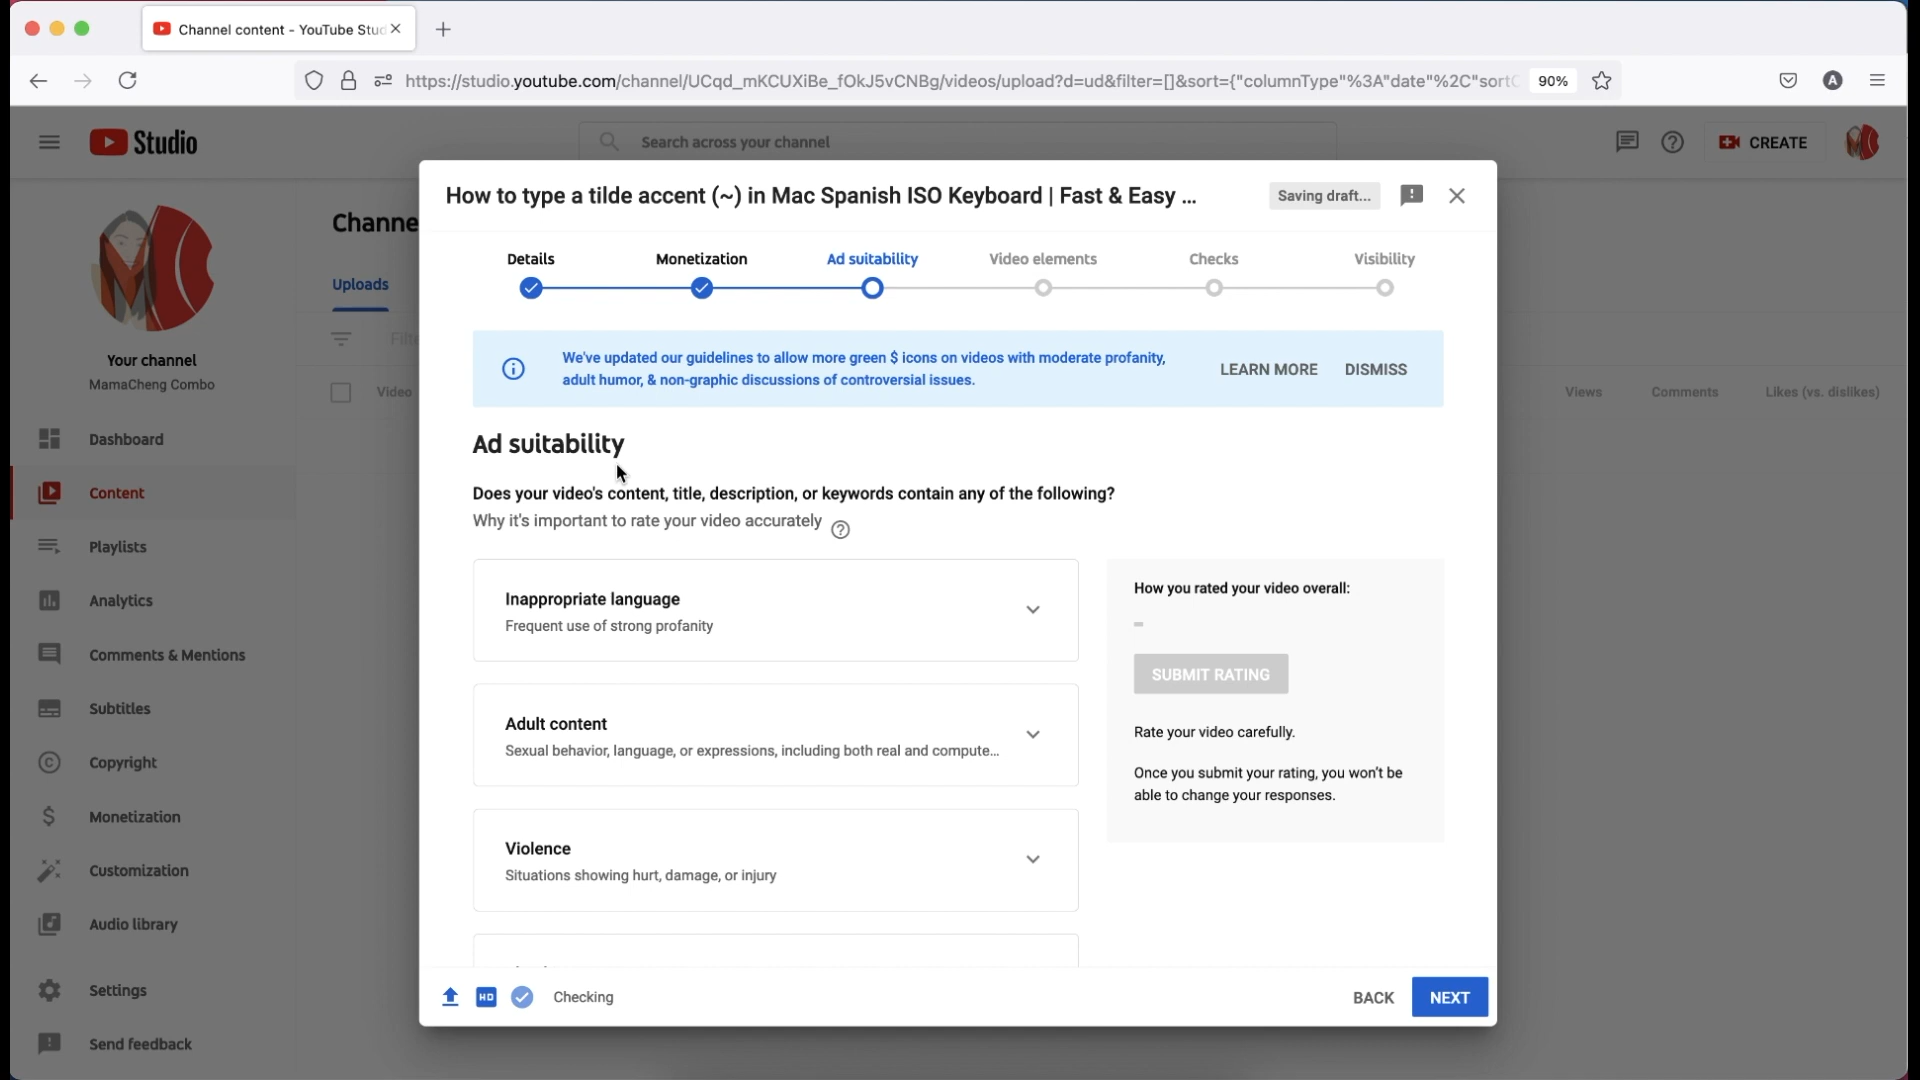 Channel content - YouTube Stud
https://studio.youtube.com/channel/UCqd_mKCUXiBe_fOkJ5vCNBg/videos/upload?d=ud&filter=[]&sort={"columnType"%3A"date"%2C"sortO
90%
A
Studio
Search across your channel
CREATE
Channe
Uploads
Filte
Video
Views
Comments
Likes (vs. dislikes)
Your channel
MamaCheng Combo
Dashboard
Content
Playlists
Analytics
Comments & Mentions
Subtitles
Copyright
Monetization
Customization
Audio library
Settings
Send feedback
How to type a tilde accent (~) in Mac Spanish ISO Keyboard | Fast & Easy ...
Saving draft...
Details
Monetization
Ad suitability
Video elements
Checks
Visibility
We've updated our guidelines to allow more green $ icons on videos with moderate profanity,
adult humor, & non-graphic discussions of controversial issues.
LEARN MORE
DISMISS
Ad suitability
Does your video's content, title, description, or keywords contain any of the following?
Why it's important to rate your video accurately
Inappropriate language
Frequent use of strong profanity
Adult content
Sexual behavior, language, or expressions, including both real and compute...
Violence
Situations showing hurt, damage, or injury
How you rated your video overall:
–
SUBMIT RATING
Rate your video carefully.
Once you submit your rating, you won't be
able to change your responses.
HD
Checking
BACK
NEXT